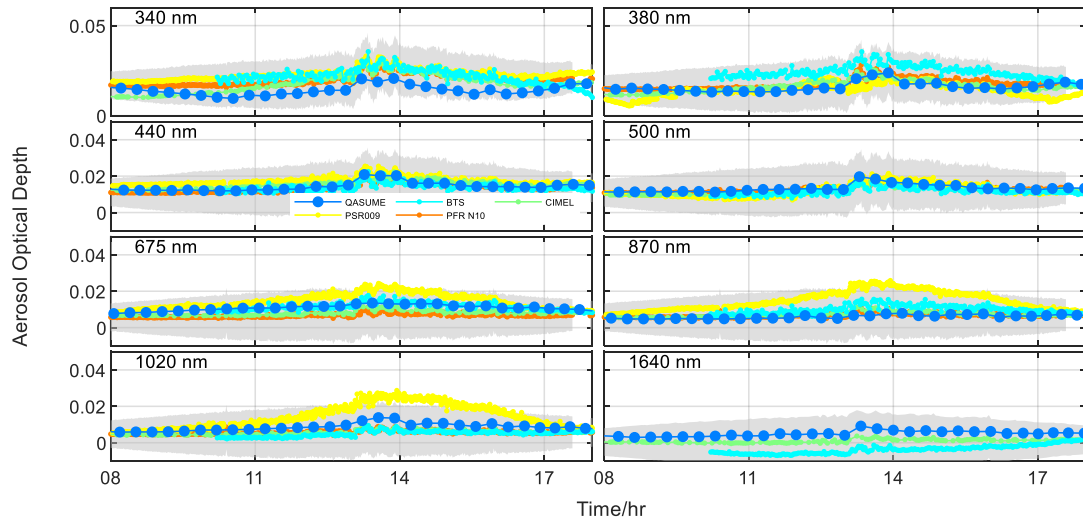 340 nm
380 nm
0.05
0
440 nm
500 nm
0.04
0.02
0
QASUME
BTS
CIMEL
PSR009
PFR N10
675 nm
870 nm
0.04
0.02
0
1020 nm
1640 nm
0.04
0.02
0
08
11
14
17
08
11
14
17
Time/hr
Aerosol Optical Depth